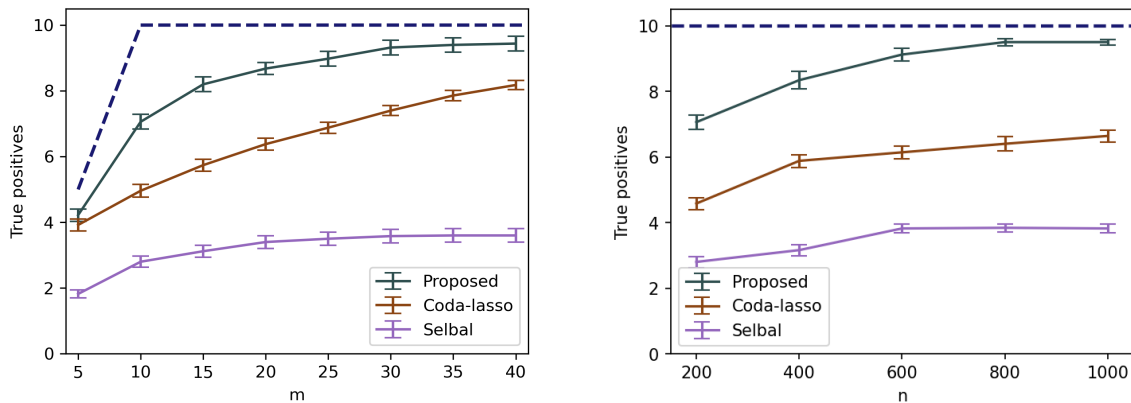 True positives
10
8
6
4
2
0
5 10 15 20 25 30 35 40
m
Proposed
Coda-lasso
Selbal
True positives
10
8
6
4
2
0
200 400 600 800 1000
n
Proposed
Coda-lasso
Selbal